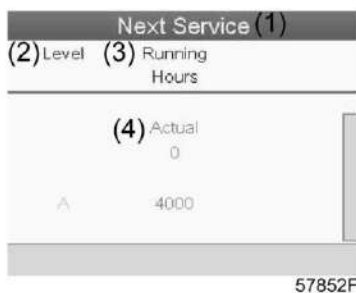 Next Service (1)
(2) Level (3) Running
Hours
(4) Actual
0
A 4000
57852F